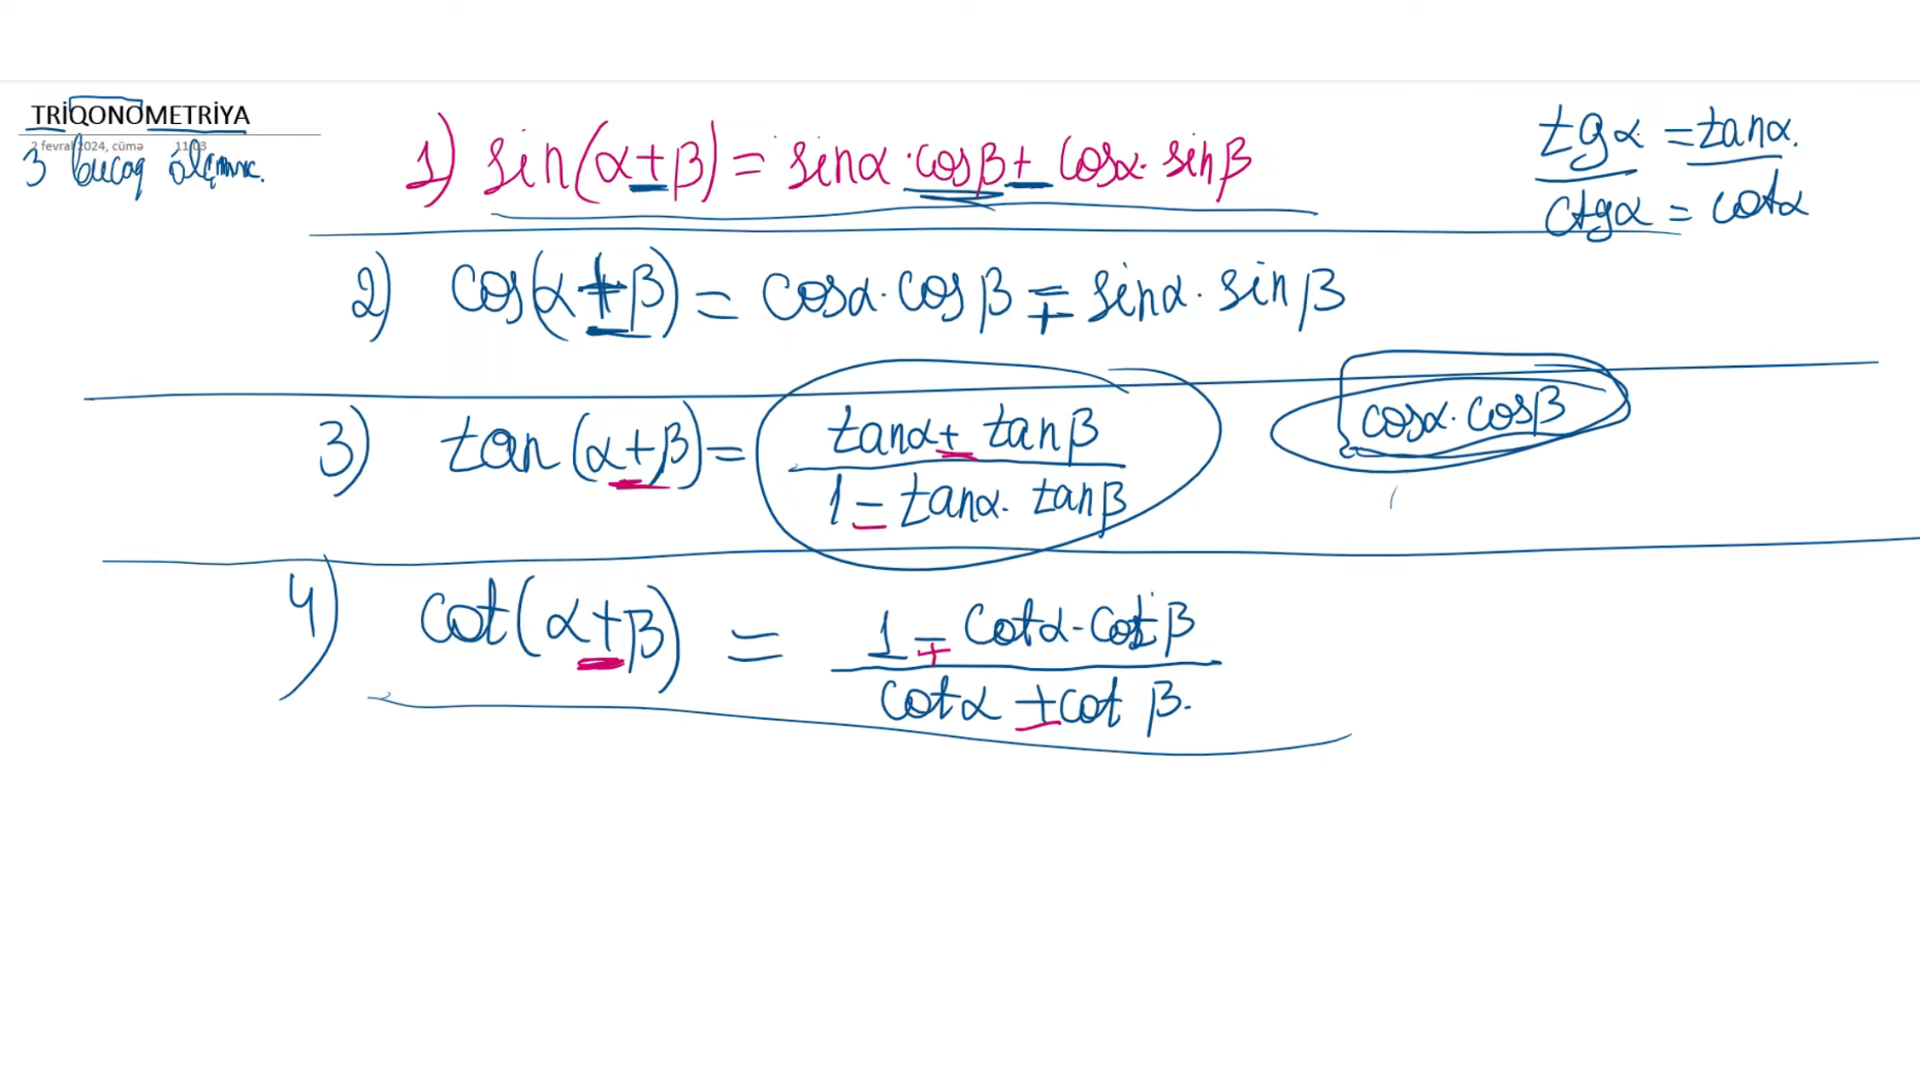 TRİQONOMETRİYA
2 fevral 2024, cümə 11:03
3 bucaq ölçmək.
1) sin(α±β) = sinα·cosβ ± cosα·sinβ
tgα = tanα.
ctgα = cotα
2) cos(α±β) = cosα·cosβ ∓ sinα·sinβ
3) tan(α±β) = tanα ± tanβ
1 ∓ tanα·tanβ
cosα·cosβ
4) cot(α±β) = 1 ∓ cotα·cotβ
cotα ± cot β.